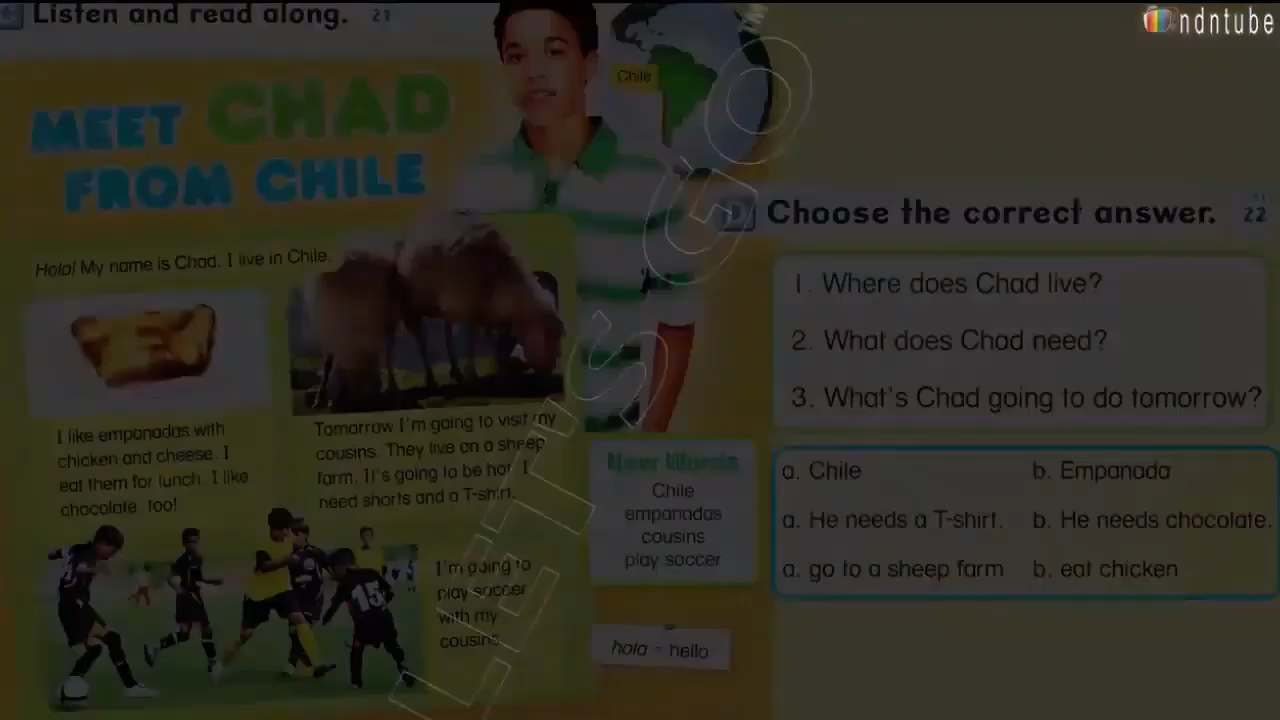 Listen and read along. 21
ndntube
MEET CHAD
FROM CHILE
Chile
Hola! My name is Chad. I live in Chile.
I like empanadas with
chicken and cheese. I
eat them for lunch. I like
chocolate, too!
Tomorrow I'm going to visit my
cousins. They live on a sheep
farm. It's going to be hot. I
need shorts and a T-shirt.
I'm going to
play soccer
with my
cousins.
15
New Words
Chile
empanadas
cousins
play soccer
hola = hello
LET'S GO
D Choose the correct answer. 22
1. Where does Chad live?
2. What does Chad need?
3. What's Chad going to do tomorrow?
a. Chile b. Empanada
a. He needs a T-shirt. b. He needs chocolate.
a. go to a sheep farm b. eat chicken